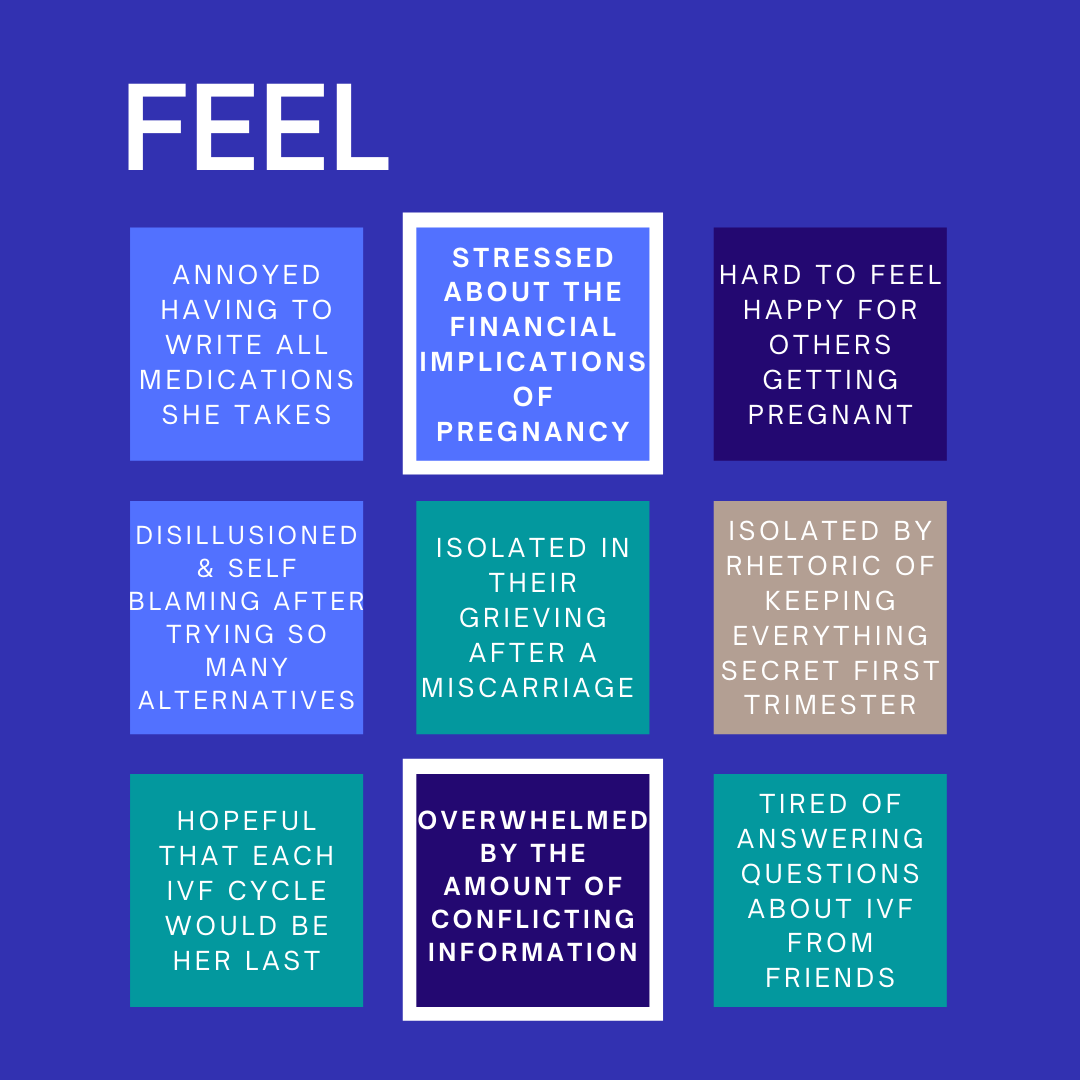 FEEL
ANNOYED
HAVING TO
WRITE ALL
MEDICATIONS
SHE TAKES
STRESSED
ABOUT THE
FINANCIAL
IMPLICATIONS
OF
PREGNANCY
HARD TO FEEL
HAPPY FOR
OTHERS
GETTING
PREGNANT
DISILLUSIONED
& SELF
BLAMING AFTER
TRYING SO
MANY
ALTERNATIVES
ISOLATED IN
THEIR
GRIEVING
AFTER A
MISCARRIAGE
ISOLATED BY
RHETORIC OF
KEEPING
EVERYTHING
SECRET FIRST
TRIMESTER
HOPEFUL
THAT EACH
IVF CYCLE
WOULD BE
HER LAST
OVERWHELMED
BY THE
AMOUNT OF
CONFLICTING
INFORMATION
TIRED OF
ANSWERING
QUESTIONS
ABOUT IVF
FROM
FRIENDS